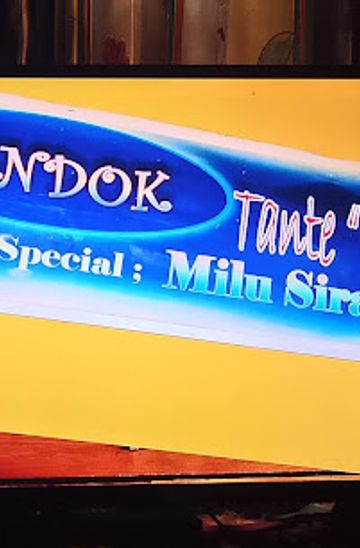 NDOK
Tante "
Special ; Milu Sira